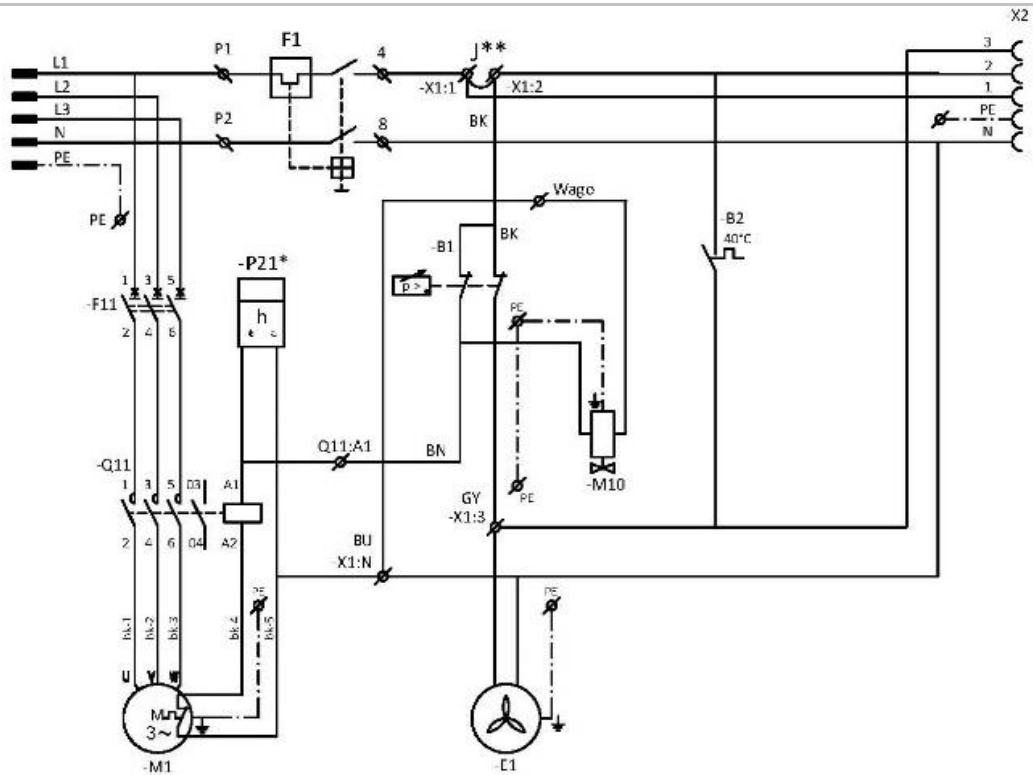 -X2
L1 P1 F1 4 J** 3
L2 -X1:1 -X1:2 2
L3 P2 8 BK 1
N PE
PE N
PE Wago
-B1 BK -B2
40°C
-P21*
1 3 5 p > PE
-F11 h
2 4 6
Q11:A1 BN
-Q11 -M10
1 3 5 03 A1 GY PE
-X1:3
2 4 6 04 A2 BU
-X1:N
PE PE
bk-1 bk-2 bk-3 bk-4 bk-5
U V W
M
3~
-M1 -E1